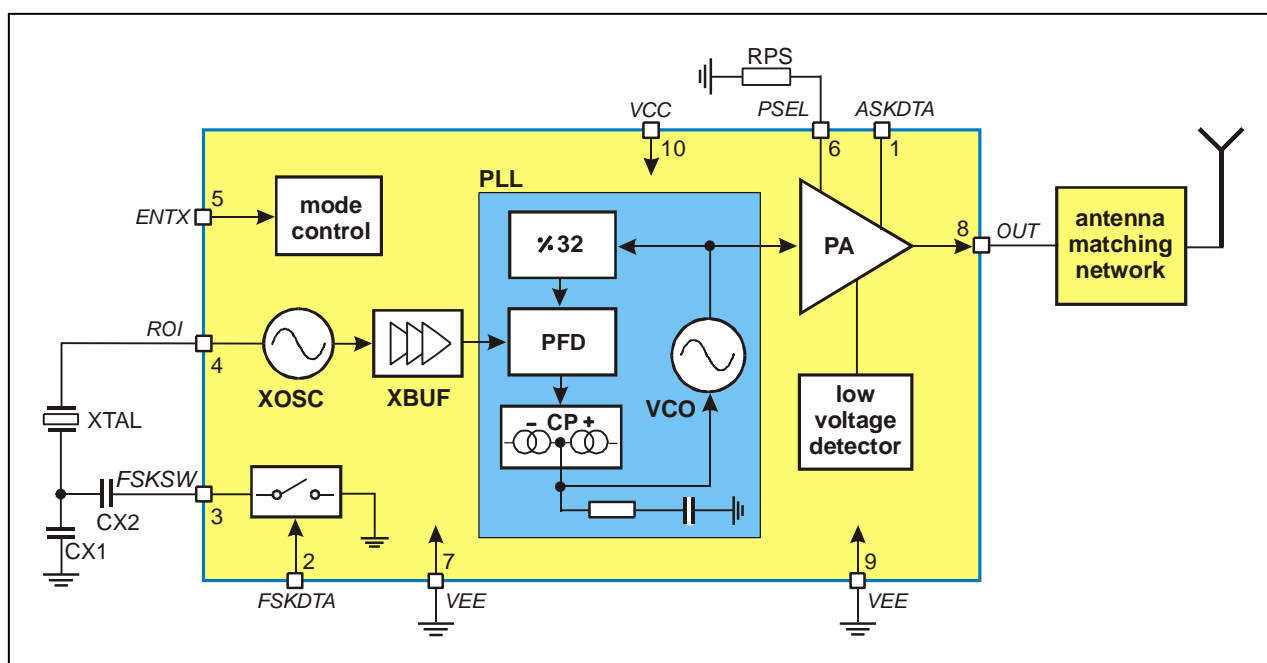 RPS
VCC
PSEL
ASKDTA
10
6
1
PLL
5
ENTX
mode
control
٪32
PA
8
OUT
antenna
matching
network
ROI
4
XOSC
XBUF
PFD
VCO
low
voltage
detector
XTAL
- CP +
FSKSW
3
CX2
CX1
2
FSKDTA
7
VEE
9
VEE